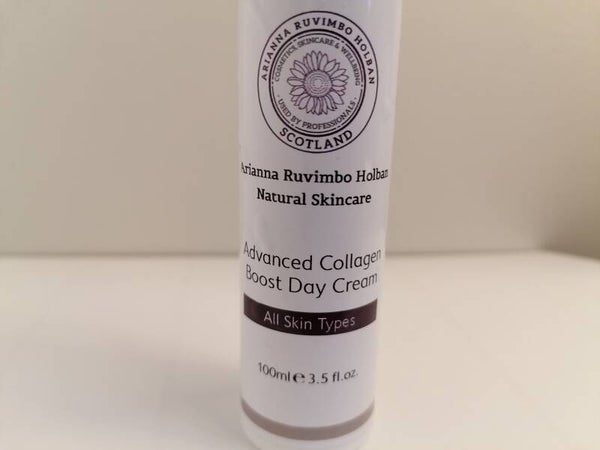 ARIANNA RUVIMBO HOLBAN
COSMETICS, SKINCARE & WELLBEING
· USED BY PROFESSIONALS ·
SCOTLAND
Arianna Ruvimbo Holban
Natural Skincare
Advanced Collagen
Boost Day Cream
All Skin Types
100ml ℮ 3.5 fl.oz.